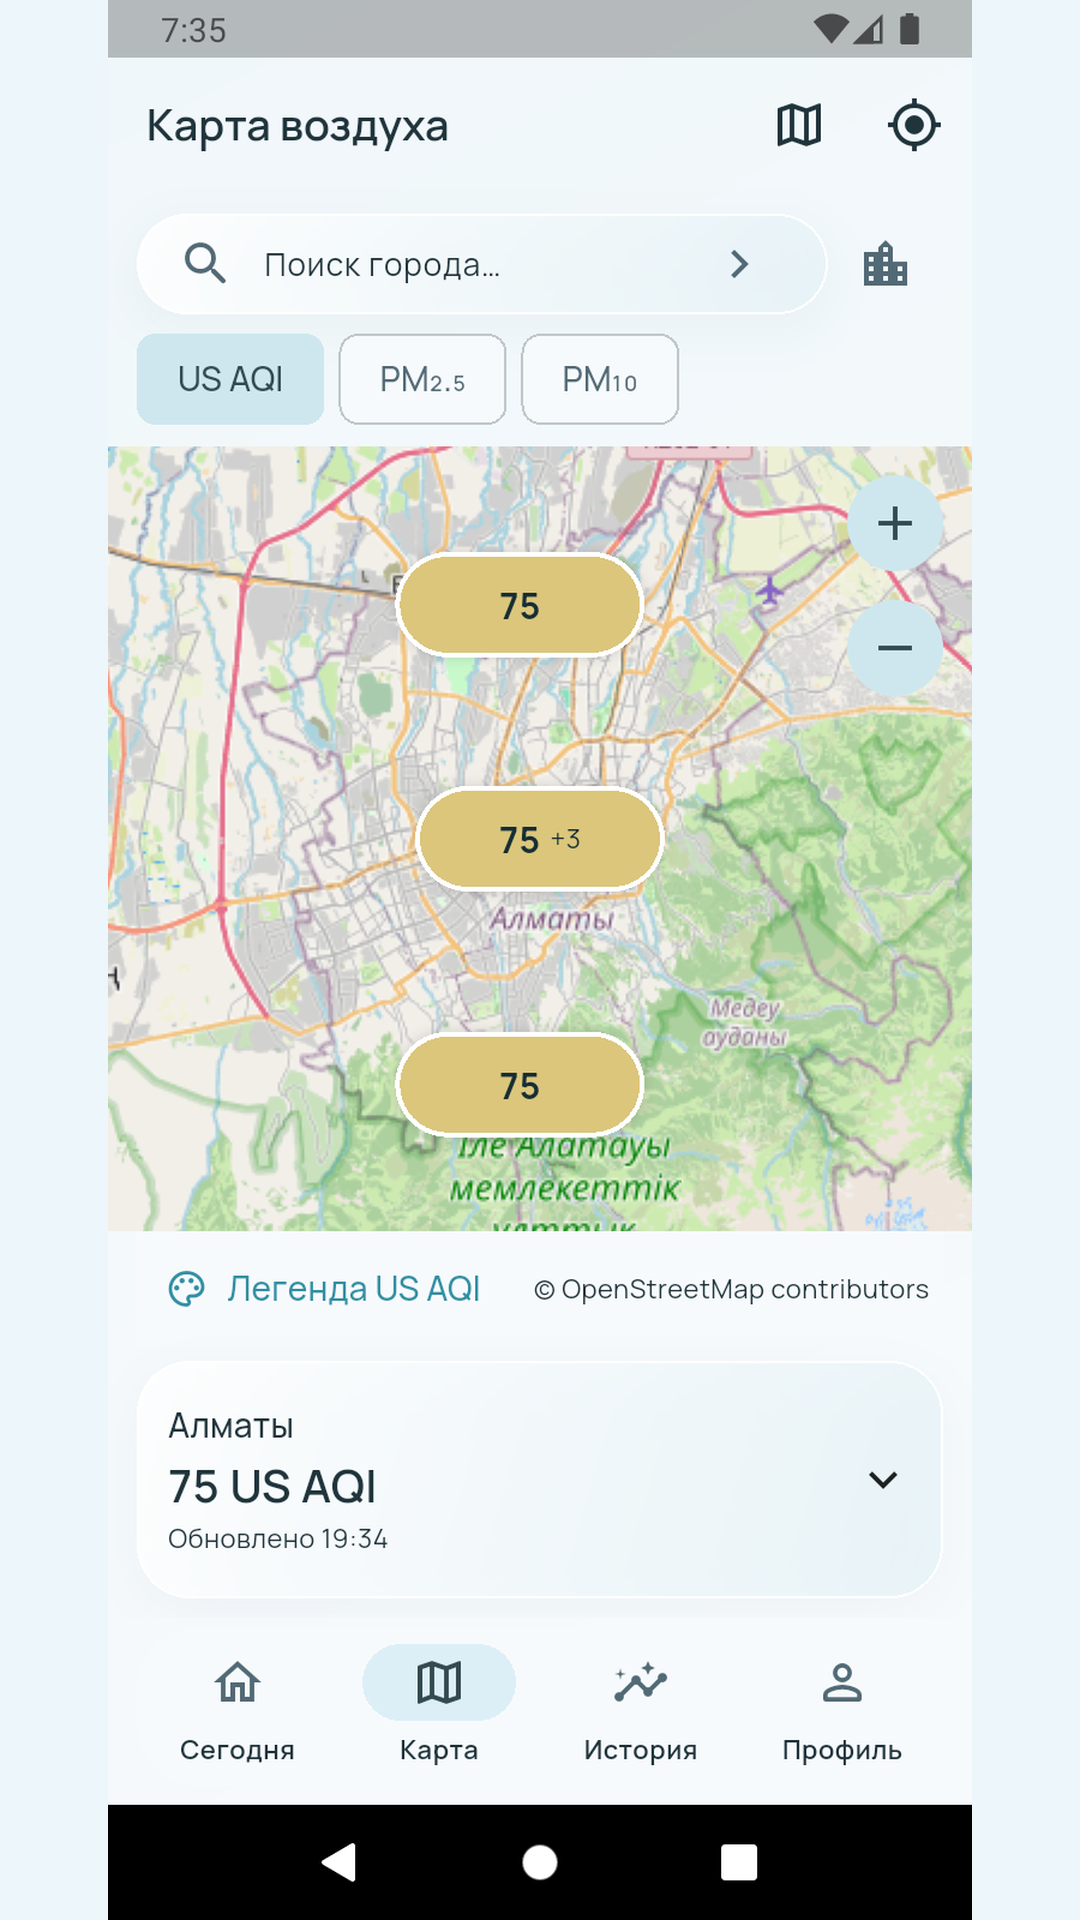 7:35
Карта воздуха
Поиск города...
US AQI
PM₂.₅
PM₁₀
75
75 +3
Алматы
Медеу
ауданы
75
Іле Алатауы
мемлекеттік
ұлттық
Легенда US AQI
© OpenStreetMap contributors
Алматы
75 US AQI
Обновлено 19:34
Сегодня
Карта
История
Профиль